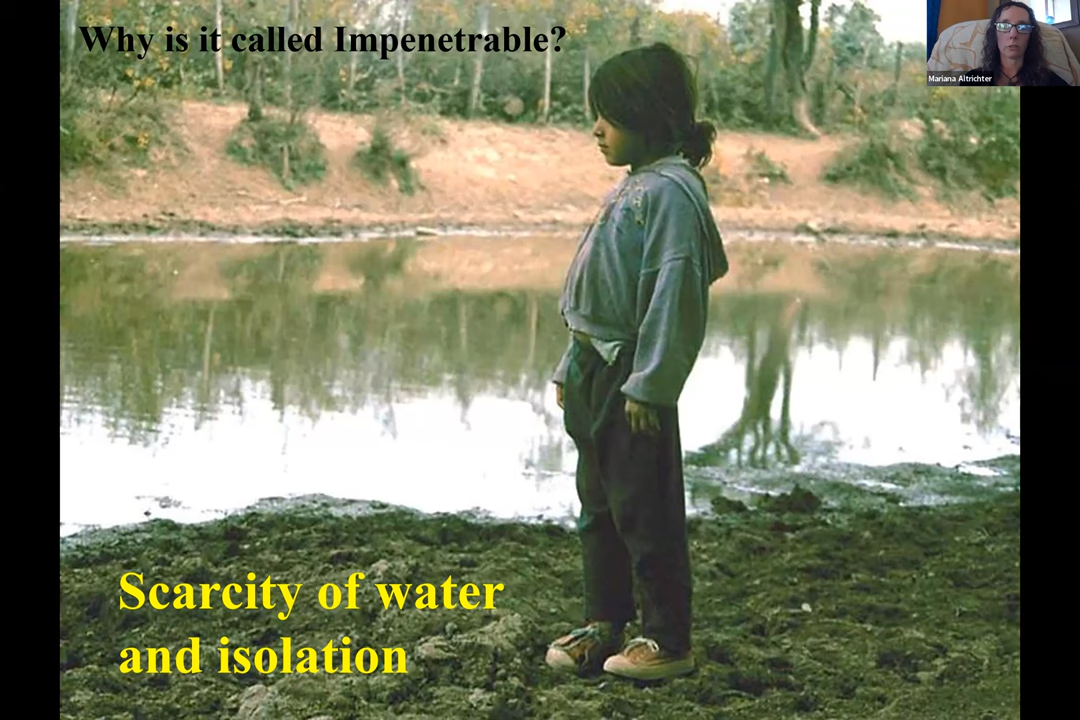 Why is it called Impenetrable?
Mariana Altrichter
Scarcity of water
and isolation